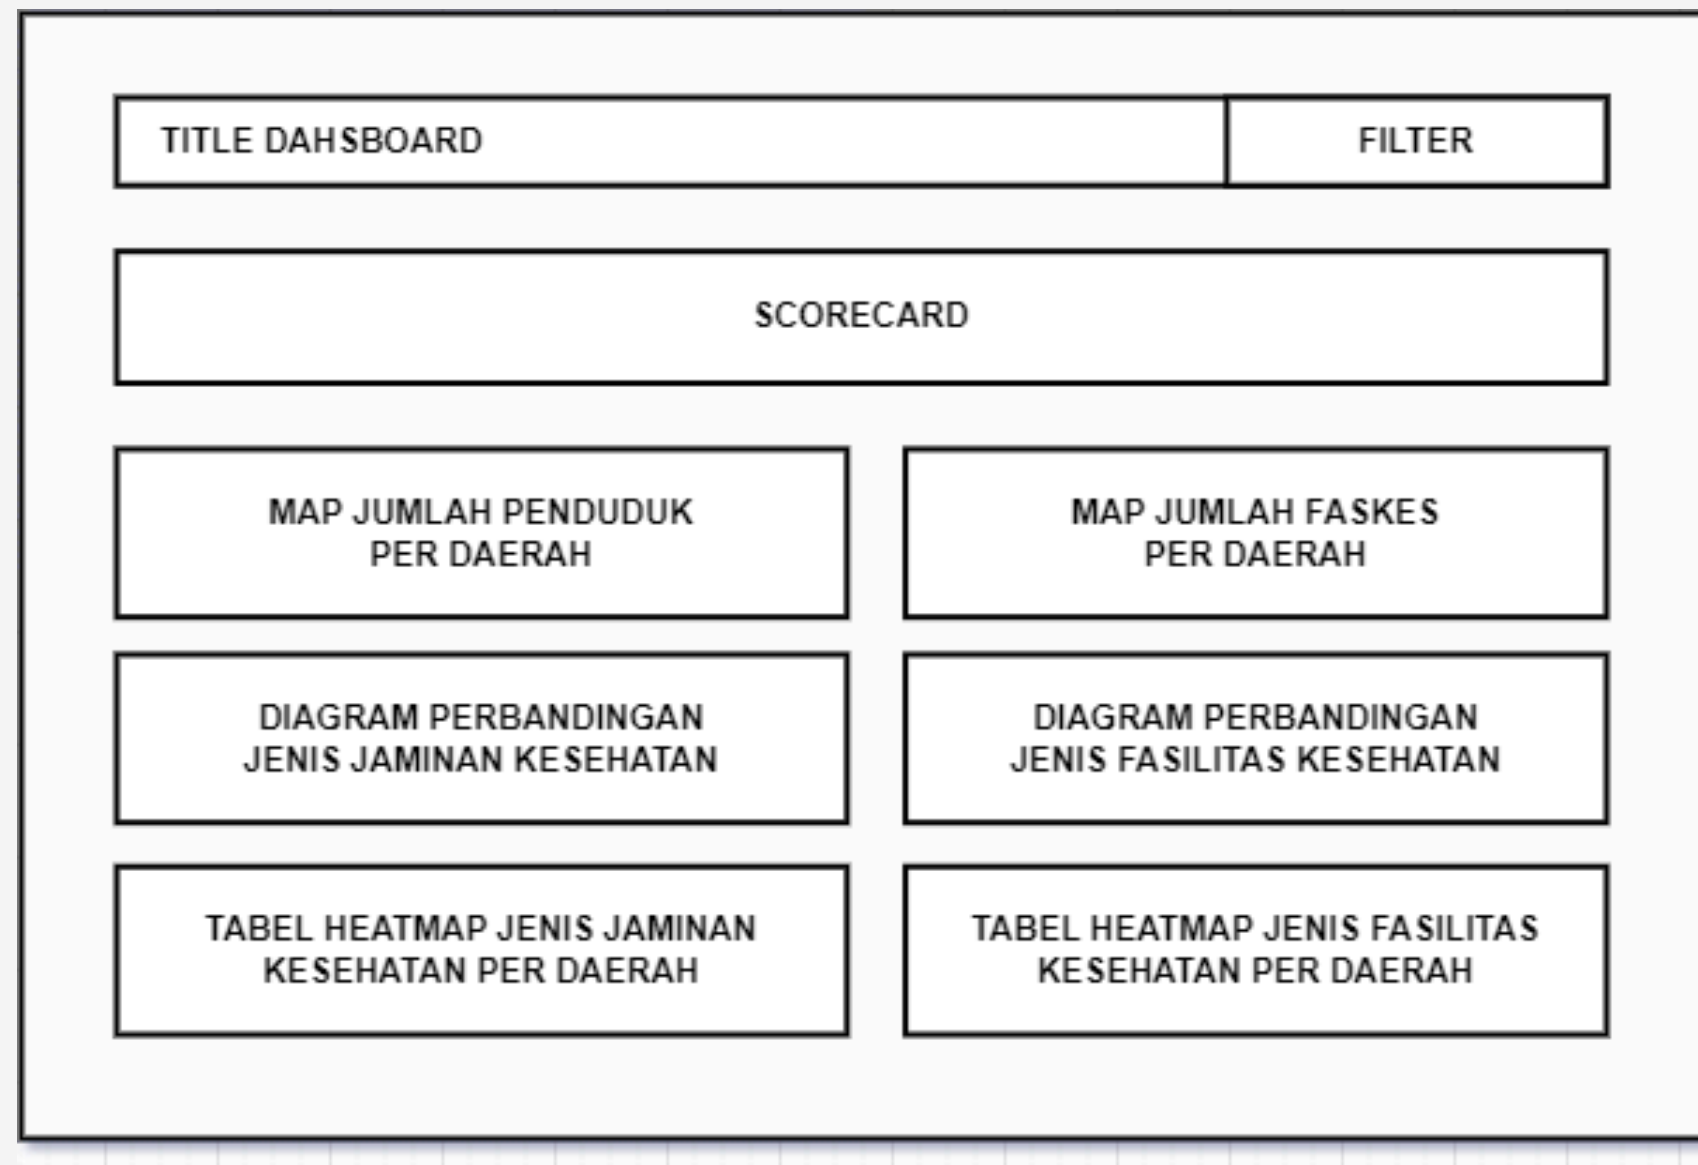 TITLE DAHSBOARD
FILTER
SCORECARD
MAP JUMLAH PENDUDUK
PER DAERAH
MAP JUMLAH FASKES
PER DAERAH
DIAGRAM PERBANDINGAN
JENIS JAMINAN KESEHATAN
DIAGRAM PERBANDINGAN
JENIS FASILITAS KESEHATAN
TABEL HEATMAP JENIS JAMINAN
KESEHATAN PER DAERAH
TABEL HEATMAP JENIS FASILITAS
KESEHATAN PER DAERAH